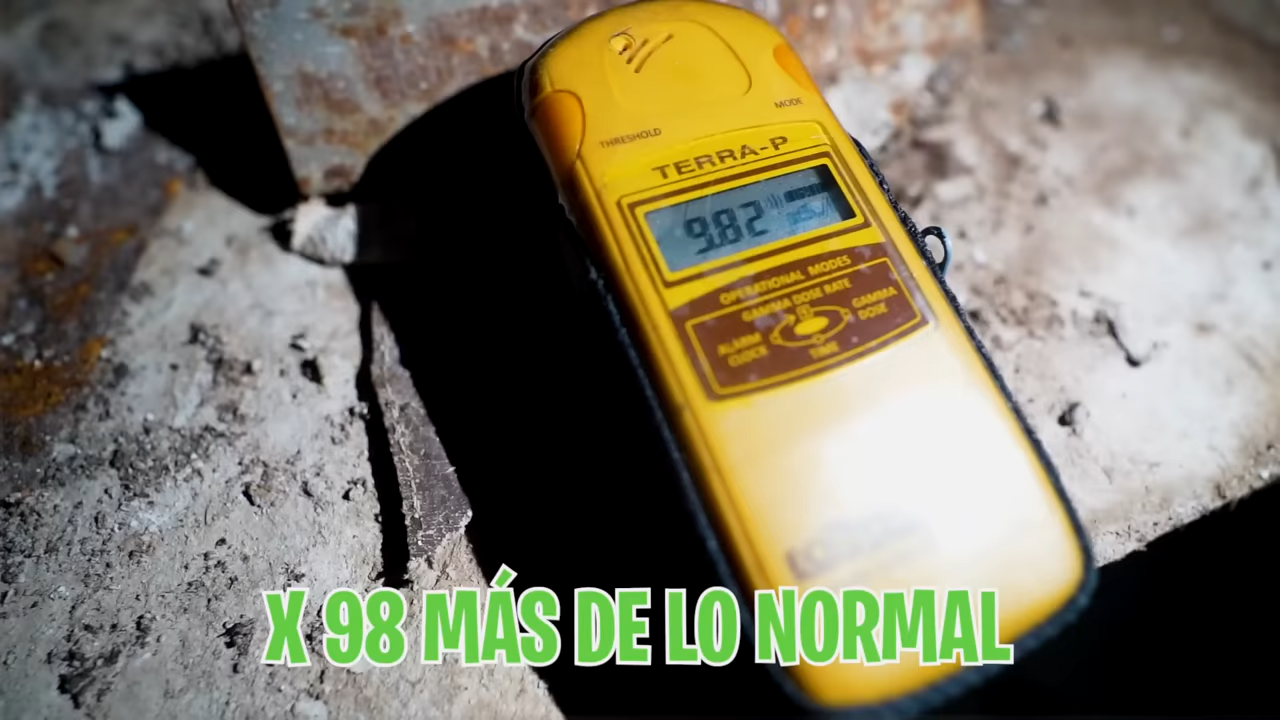 MODE
THRESHOLD
TERRA-P
9.82
OPERATIONAL MODES
GAMMA DOSE RATE
GAMMA
DOSE
ALARM
CLOCK
TIME
X 98 MÁS DE LO NORMAL